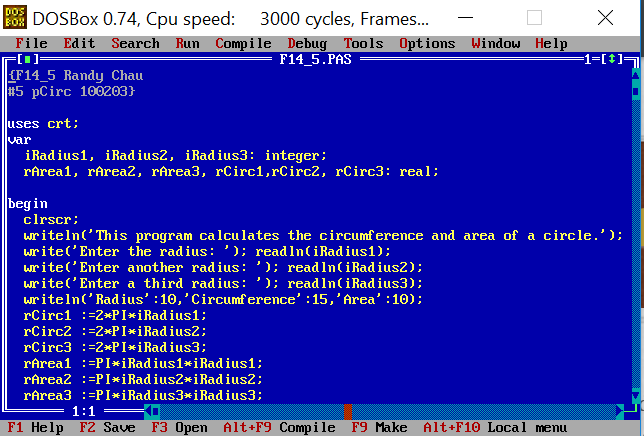 DOS BOX DOSBox 0.74, Cpu speed: 3000 cycles, Frames...
File Edit Search Run Compile Debug Tools Options Window Help
[■] F14_5.PAS 1=[↕]
{F14_5 Randy Chau
#5 pCirc 100203}
uses crt;
var
iRadius1, iRadius2, iRadius3: integer;
rArea1, rArea2, rArea3, rCirc1,rCirc2, rCirc3: real;
begin
clrscr;
writeln('This program calculates the circumference and area of a circle.');
write('Enter the radius: '); readln(iRadius1);
write('Enter another radius: '); readln(iRadius2);
write('Enter a third radius: '); readln(iRadius3);
writeln('Radius':10,'Circumference':15,'Area':10);
rCirc1 :=2*PI*iRadius1;
rCirc2 :=2*PI*iRadius2;
rCirc3 :=2*PI*iRadius3;
rArea1 :=PI*iRadius1*iRadius1;
rArea2 :=PI*iRadius2*iRadius2;
rArea3 :=PI*iRadius3*iRadius3;
1:1
F1 Help F2 Save F3 Open Alt+F9 Compile F9 Make Alt+F10 Local menu